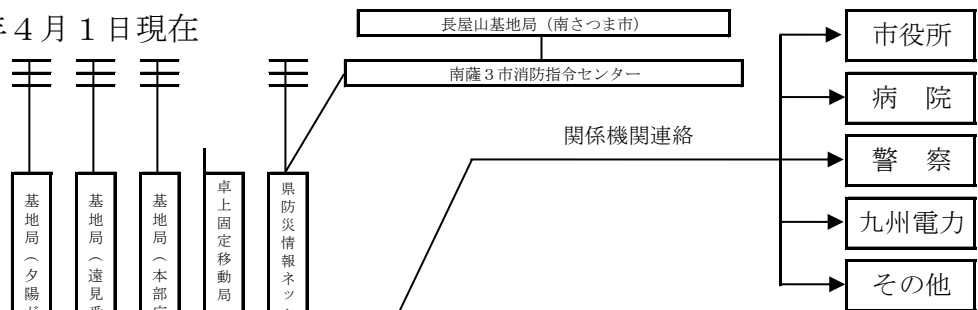 年４月１日現在
長屋山基地局（南さつま市）
南薩３市消防指令センター
関係機関連絡
市役所
病　院
警　察
九州電力
その他
基地局（夕陽
基地局（遠見
基地局（本部
卓上固定移動局
県防災情報ネッ